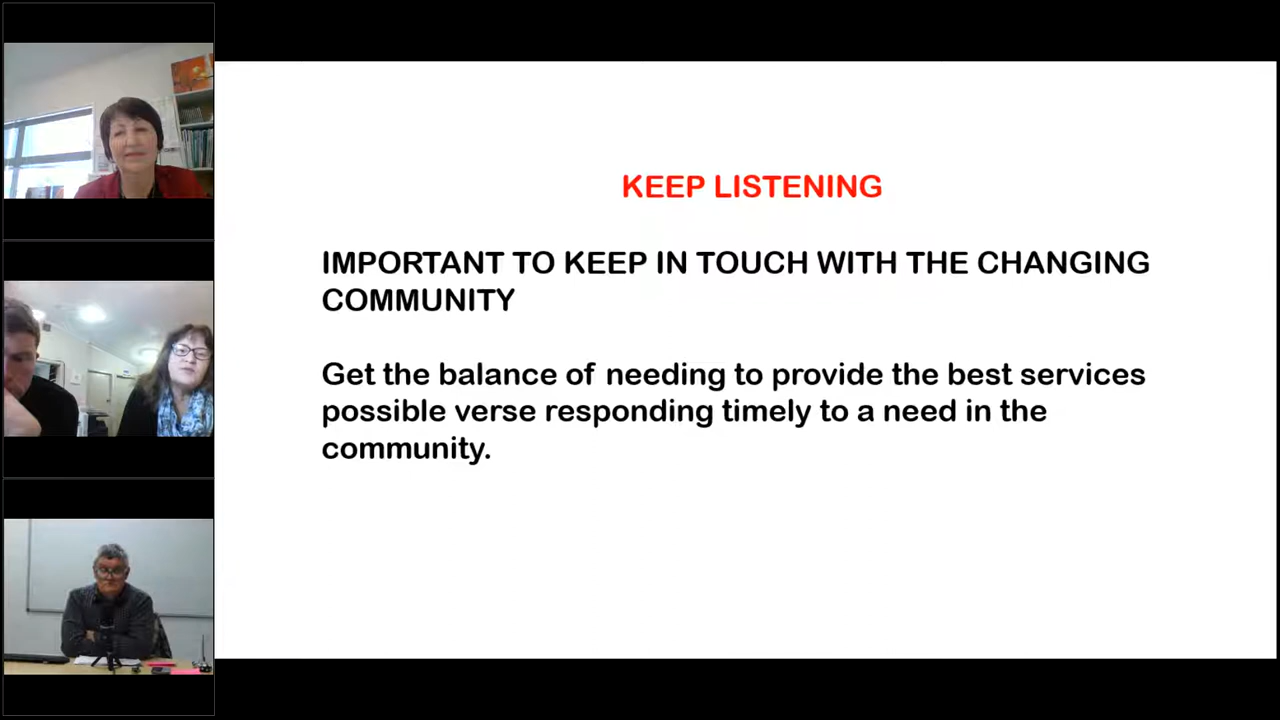 KEEP LISTENING
IMPORTANT TO KEEP IN TOUCH WITH THE CHANGING
COMMUNITY
Get the balance of needing to provide the best services
possible verse responding timely to a need in the
community.